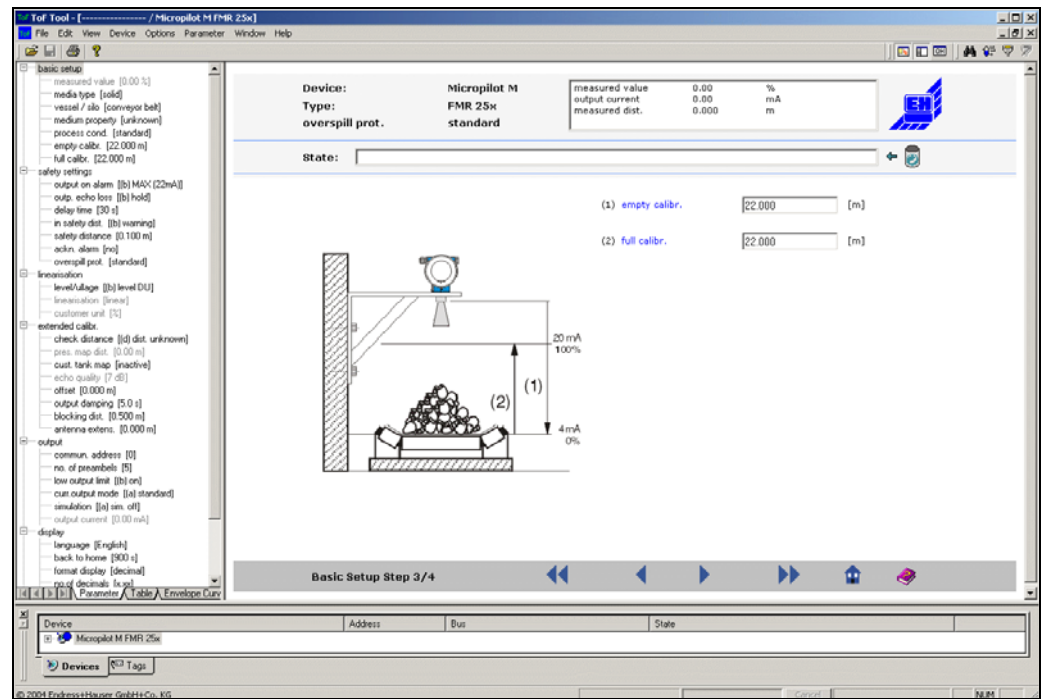 ToF Tool - [---------------- / Micropilot M FMR 25x]
File Edit View Device Options Parameter Window Help
basic setup
measured value [0.00 %]
media type [solid]
vessel / silo [conveyor belt]
medium property [unknown]
process cond. [standard]
empty calibr. [22.000 m]
full calibr. [22.000 m]
safety settings
output on alarm [(b) MAX (22mA)]
outp. echo loss [(b) hold]
delay time [30 s]
in safety dist. [(b) warning]
safety distance [0.100 m]
ackn. alarm [no]
overspill prot. [standard]
linearisation
level/ullage [(b) level DU]
linearisation [linear]
customer unit [%]
extended calibr.
check distance [(d) dist. unknown]
pres. map dist. [0.00 m]
cust. tank map [inactive]
echo quality [7 dB]
offset [0.000 m]
output damping [5.0 s]
blocking dist. [0.500 m]
antenna extens. [0.000 m]
output
commun. address [0]
no. of preambels [5]
low output limit [(b) on]
curr.output mode [(a) standard]
simulation [(a) sim. off]
output current [0.00 mA]
display
language [English]
back to home [900 s]
format display [decimal]
no.of decimals [x.xx]
Parameter Table Envelope Curv
Device: Micropilot M
Type: FMR 25x
overspill prot. standard
measured value 0.00 %
output current 0.00 mA
measured dist. 0.000 m
EH
State:
(1) empty calibr. 22.000 [m]
(2) full calibr. 22.000 [m]
20 mA
100%
(1)
(2)
4 mA
0%
Basic Setup Step 3/4
Device Address Bus State
Micropilot M FMR 25x
Devices Tags
© 2004 Endress+Hauser GmbH+Co. KG Cancel NUM